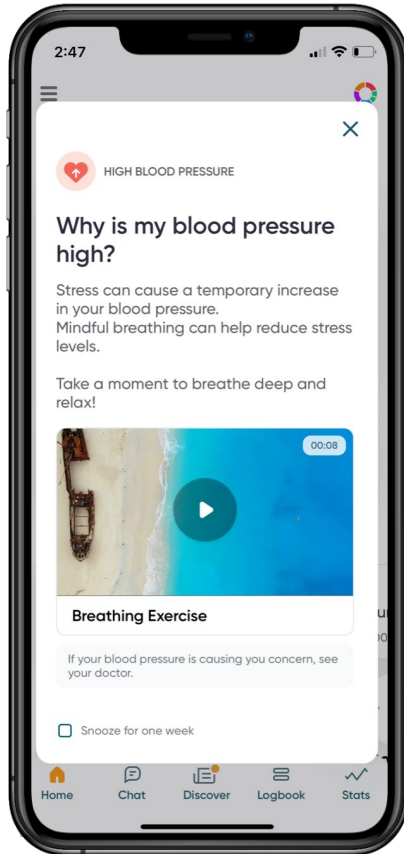 2:47
HIGH BLOOD PRESSURE
Why is my blood pressure
high?
Stress can cause a temporary increase
in your blood pressure.
Mindful breathing can help reduce stress
levels.
Take a moment to breathe deep and
relax!
00:08
Breathing Exercise
If your blood pressure is causing you concern, see
your doctor.
Snooze for one week
Home Chat Discover Logbook Stats